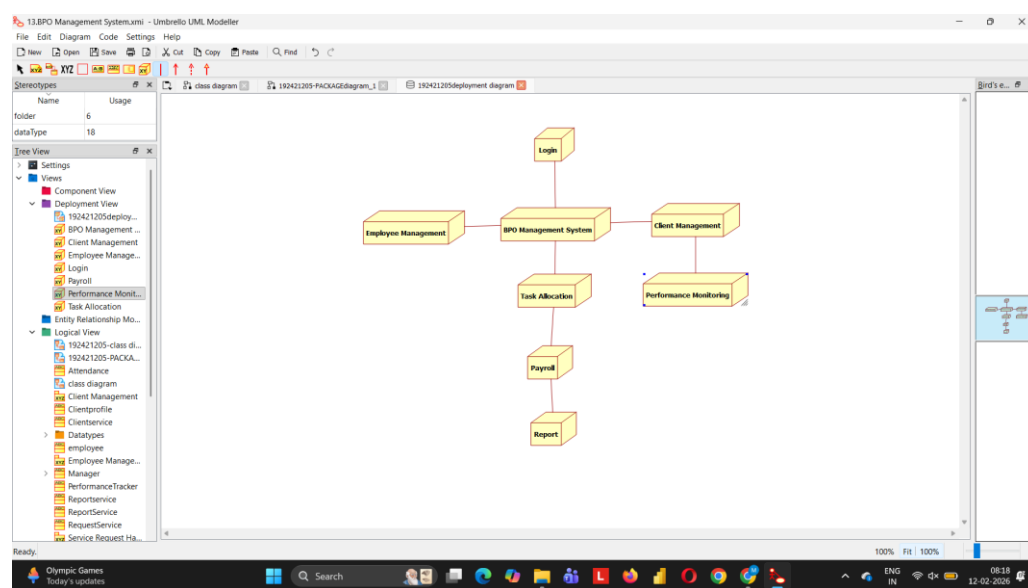 13.BPO Management System.xmi - Umbrello UML Modeller
File Edit Diagram Code Settings Help
New Open Save Cut Copy Paste Find
XYZ
Stereotypes
Name Usage
folder 6
dataType 18
class diagram 192421205-PACKAGEdiagram_1 192421205deployment diagram
Bird's e...
Tree View
Settings
Views
Component View
Deployment View
192421205deploy...
BPO Management ...
Client Management
Employee Manage...
Login
Payroll
Performance Monit...
Task Allocation
Entity Relationship Mo...
Logical View
192421205-class di...
192421205-PACKA...
Attendance
class diagram
Client Management
Clientprofile
Clientservice
Datatypes
employee
Employee Manage...
Manager
PerformanceTracker
Reportservice
ReportService
RequestService
Service Request Ha...
Login
Employee Management
BPO Management System
Client Management
Task Allocation
Performance Monitoring
Payroll
Report
Ready.
100% Fit 100%
Olympic Games
Today's updates
Search
ENG
IN
08:18
12-02-2026